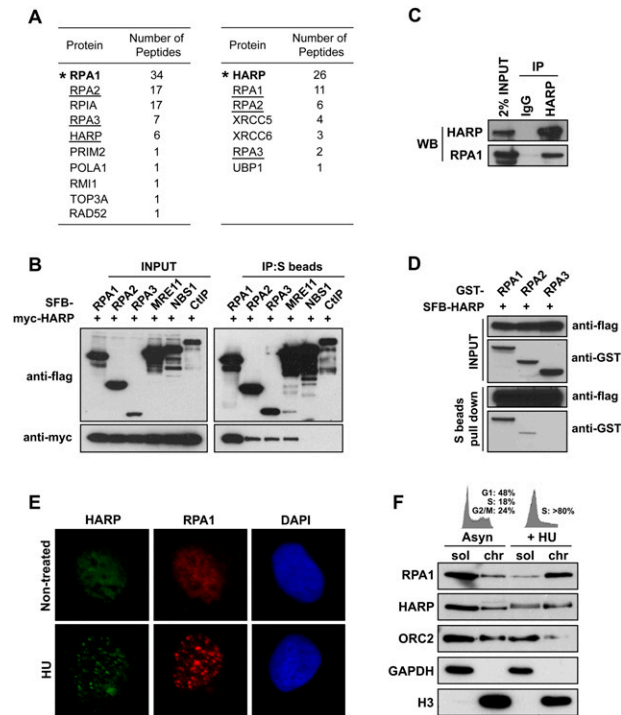 A
Protein Number of Peptides
* RPA1 34
RPA2 17
RPIA 17
RPA3 7
HARP 6
PRIM2 1
POLA1 1
RMI1 1
TOP3A 1
RAD52 1
Protein Number of Peptides
* HARP 26
RPA1 11
RPA2 6
XRCC5 4
XRCC6 3
RPA3 2
UBP1 1
B
INPUT IP:S beads
SFB- RPA1 RPA2 RPA3 MRE11 NBS1 CtIP RPA1 RPA2 RPA3 MRE11 NBS1 CtIP
myc-HARP + + + + + + + + + + + +
anti-flag
anti-myc
C
IP
2% INPUT IgG HARP
WB
HARP
RPA1
D
GST- RPA1 RPA2 RPA3
SFB-HARP + + +
INPUT
anti-flag
anti-GST
S beads pull down
anti-flag
anti-GST
E
HARP RPA1 DAPI
Non-treated
HU
F
G1: 48%
S: 18%
G2/M: 24%
S: >80%
Asyn + HU
sol chr sol chr
RPA1
HARP
ORC2
GAPDH
H3